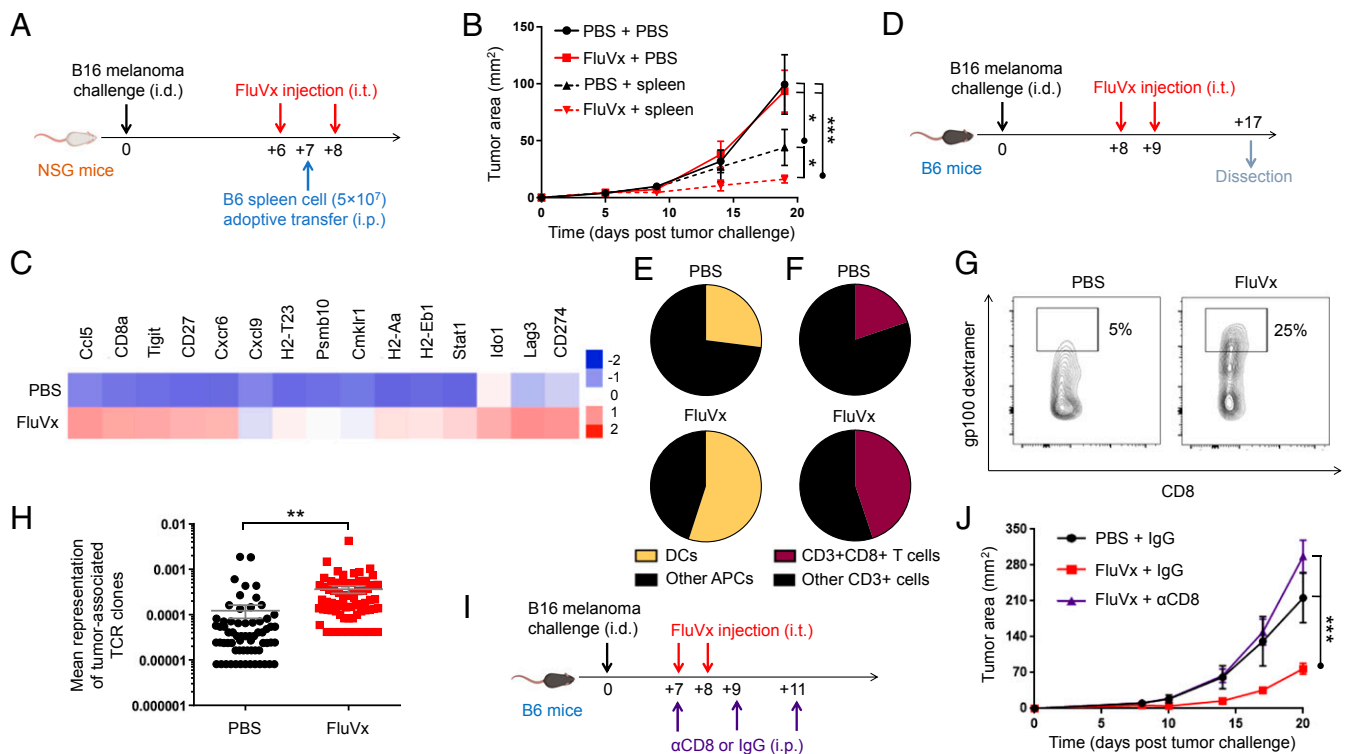 A
B16 melanoma
challenge (i.d.)
FluVx injection (i.t.)
0
+6
+7
+8
NSG mice
B6 spleen cell (5×10⁷)
adoptive transfer (i.p.)
B
Tumor area (mm²)
150
100
50
0
PBS + PBS
FluVx + PBS
PBS + spleen
FluVx + spleen
*
*
***
0
5
10
15
20
Time (days post tumor challenge)
D
B16 melanoma
challenge (i.d.)
FluVx injection (i.t.)
+17
0
+8
+9
B6 mice
Dissection
C
Ccl5
CD8a
Tigit
CD27
Cxcr6
Cxcl9
H2-T23
Psmb10
Cmklr1
H2-Aa
H2-Eb1
Stat1
Ido1
Lag3
CD274
PBS
FluVx
-2
-1
0
1
2
E
PBS
FluVx
DCs
Other APCs
F
PBS
FluVx
CD3+CD8+ T cells
Other CD3+ cells
G
PBS
FluVx
5%
25%
gp100 dextramer
CD8
H
Mean representation
of tumor-associated
TCR clones
0.01
0.001
0.0001
0.00001
0.000001
**
PBS
FluVx
I
B16 melanoma
challenge (i.d.)
FluVx injection (i.t.)
0
+7
+8
+9
+11
B6 mice
αCD8 or IgG (i.p.)
J
Tumor area (mm²)
350
280
210
140
70
0
PBS + IgG
FluVx + IgG
FluVx + αCD8
***
0
5
10
15
20
Time (days post tumor challenge)